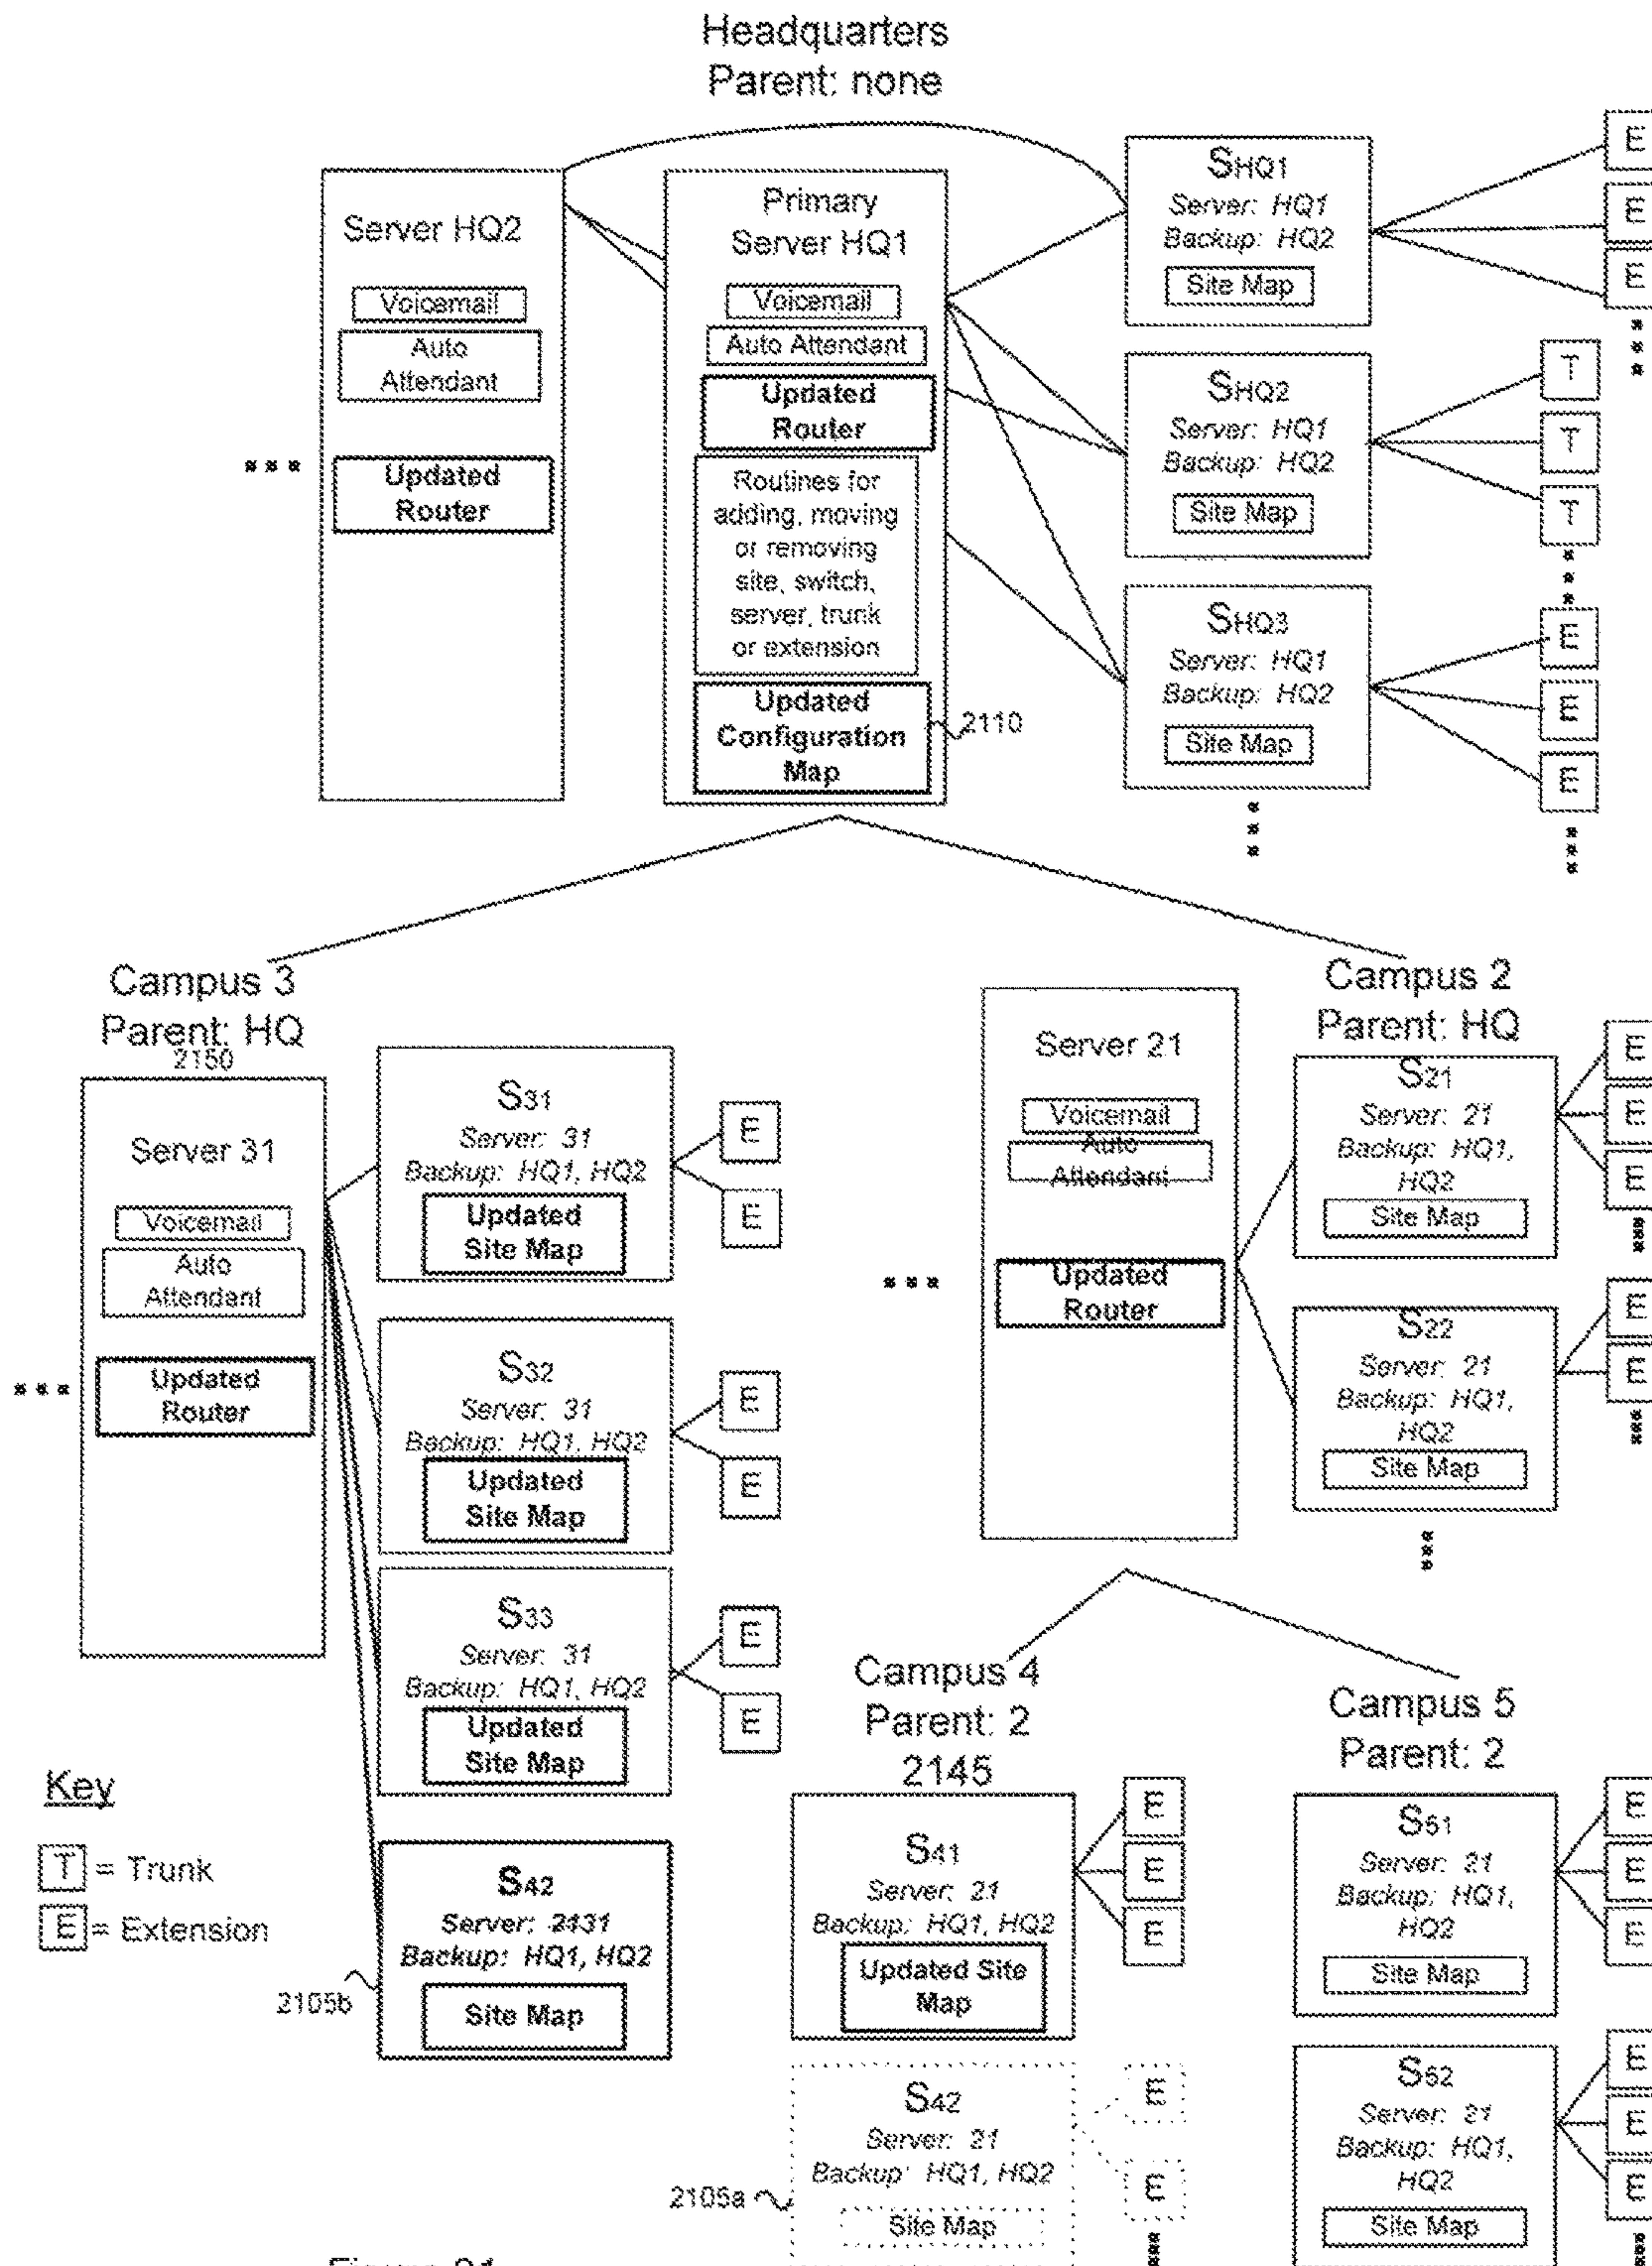 Headquarters
Parent: none
Server HQ2
Voicemail
Auto
Attendant
Updated
Router
Primary
Server HQ1
Voicemail
Auto Attendant
Updated
Router
Routines for
adding, moving
or removing
site, switch,
server, trunk
or extension
Updated
Configuration
Map
2110
SHQ1
Server: HQ1
Backup: HQ2
Site Map
E
E
E
SHQ2
Server: HQ1
Backup: HQ2
Site Map
T
T
T
SHQ3
Server: HQ1
Backup: HQ2
Site Map
E
E
E
Campus 3
Parent: HQ
2150
Server 31
Voicemail
Auto
Attendant
Updated
Router
S31
Server: 31
Backup: HQ1, HQ2
Updated
Site Map
E
E
S32
Server: 31
Backup: HQ1, HQ2
Updated
Site Map
E
E
S33
Server: 31
Backup: HQ1, HQ2
Updated
Site Map
E
E
S42
Server: 2131
Backup: HQ1, HQ2
Site Map
2105b
Key
T = Trunk
E = Extension
Campus 2
Parent: HQ
Server 21
Voicemail
Auto
Attendant
Updated
Router
S21
Server: 21
Backup: HQ1,
HQ2
Site Map
E
E
E
S22
Server: 21
Backup: HQ1,
HQ2
Site Map
E
E
Campus 4
Parent: 2
2145
S41
Server: 21
Backup: HQ1, HQ2
Updated Site
Map
E
E
E
S42
Server: 21
Backup: HQ1, HQ2
Site Map
2105a
E
E
Campus 5
Parent: 2
S51
Server: 21
Backup: HQ1,
HQ2
Site Map
E
E
E
S52
Server: 21
Backup: HQ1,
HQ2
Site Map
E
E
E
Figure 21